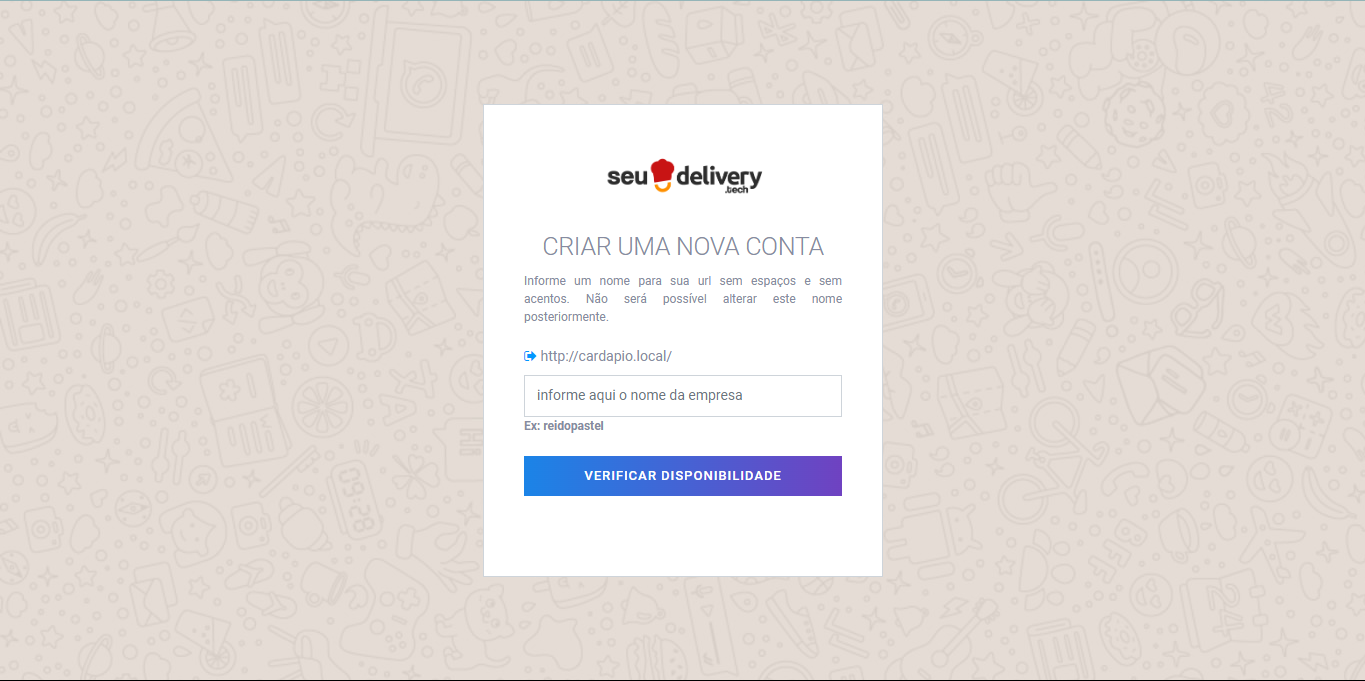 seu delivery
.tech
CRIAR UMA NOVA CONTA
Informe um nome para sua url sem espaços e sem
acentos. Não será possível alterar este nome
posteriormente.
http://cardapio.local/
informe aqui o nome da empresa
Ex: reidopastel
VERIFICAR DISPONIBILIDADE